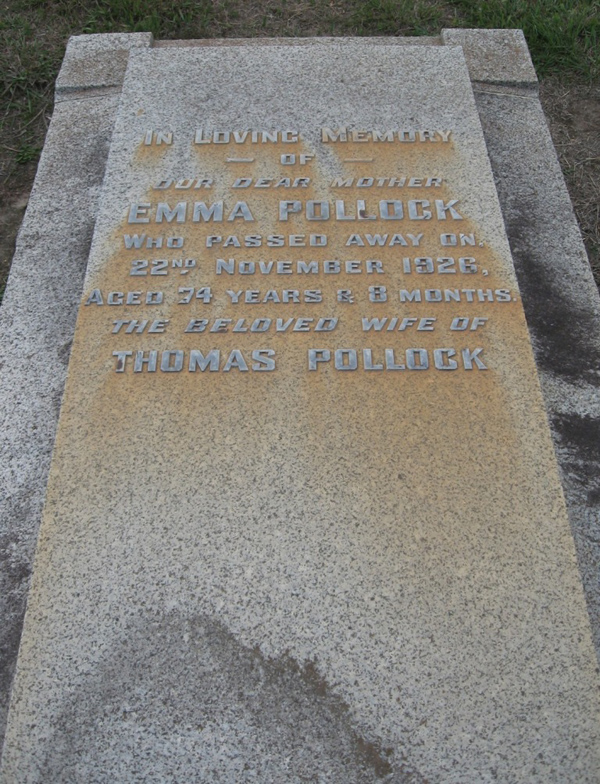 IN LOVING MEMORY
— OF —
OUR DEAR MOTHER
EMMA POLLOCK
WHO PASSED AWAY ON
22ND NOVEMBER 1926,
AGED 74 YEARS & 8 MONTHS.
THE BELOVED WIFE OF
THOMAS POLLOCK